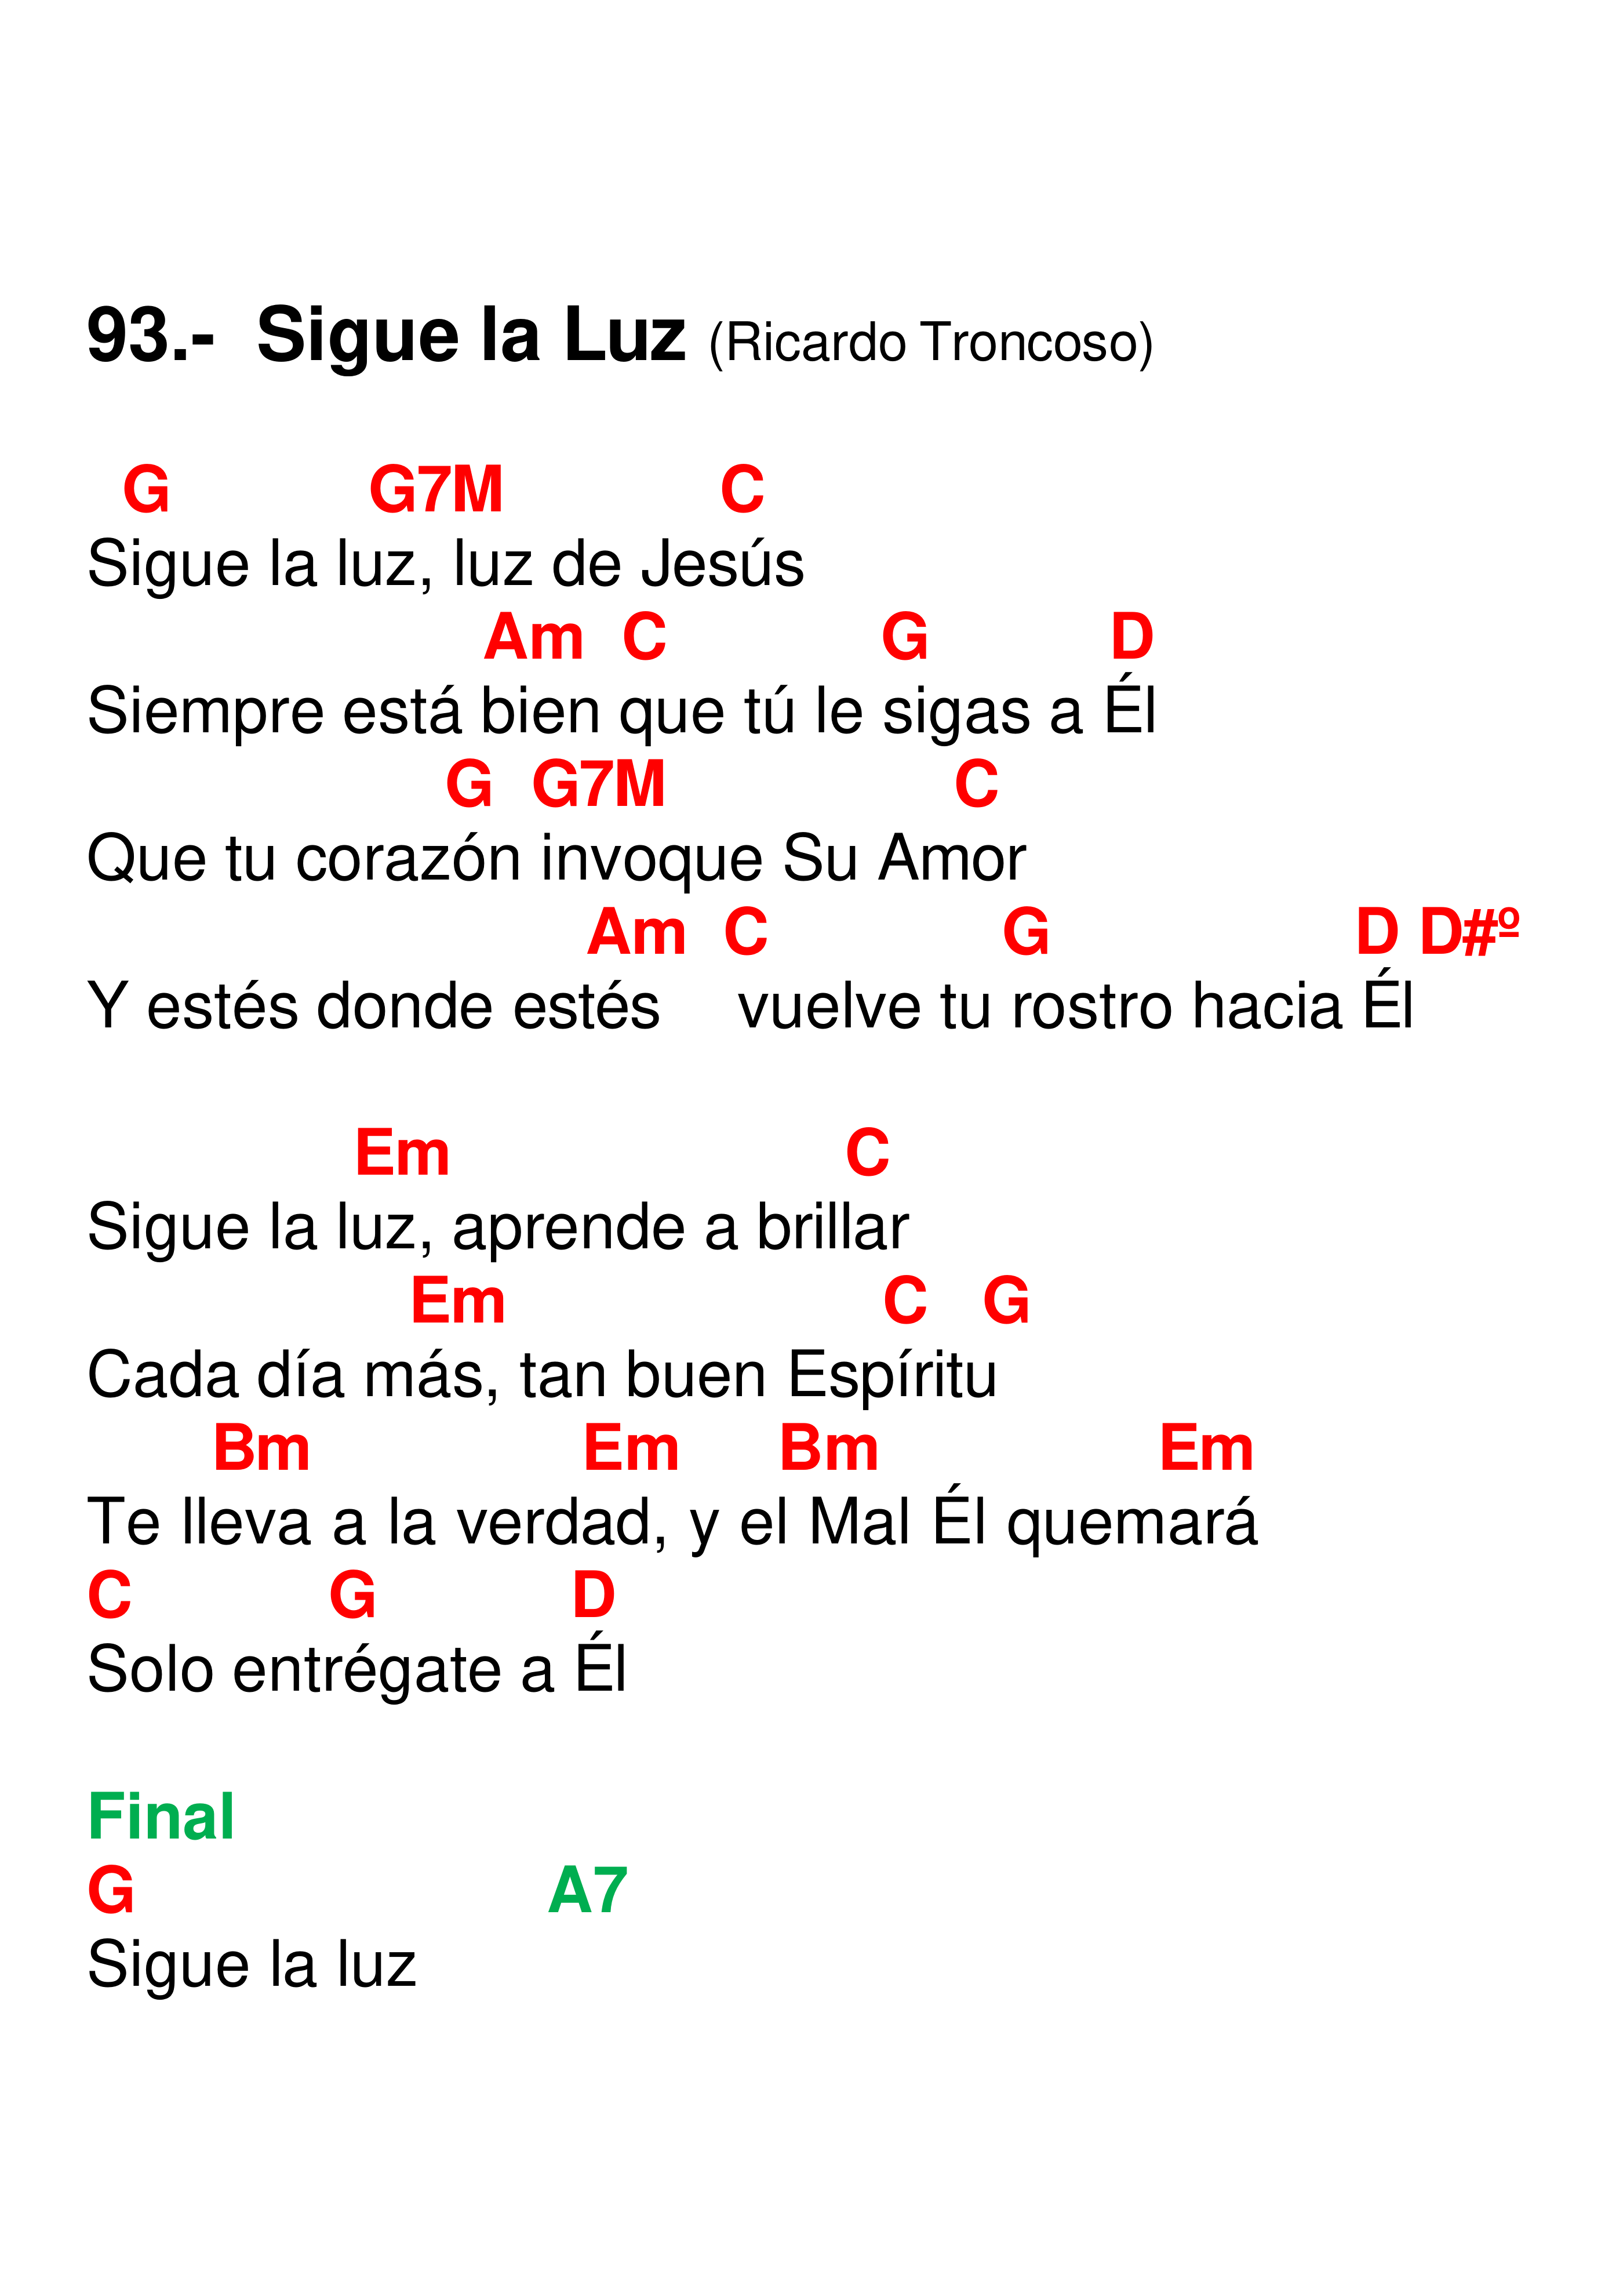 93.-  Sigue la Luz (Ricardo Troncoso)
G G7M C
Sigue la luz, luz de Jesús
Am C G D
Siempre está bien que tú le sigas a Él
G G7M C
Que tu corazón invoque Su Amor
Am C G D D#º
Y estés donde estés    vuelve tu rostro hacia Él
Em C
Sigue la luz, aprende a brillar
Em C G
Cada día más, tan buen Espíritu
Bm Em Bm Em
Te lleva a la verdad, y el Mal Él quemará
C G D
Solo entrégate a Él
Final
G A7
Sigue la luz